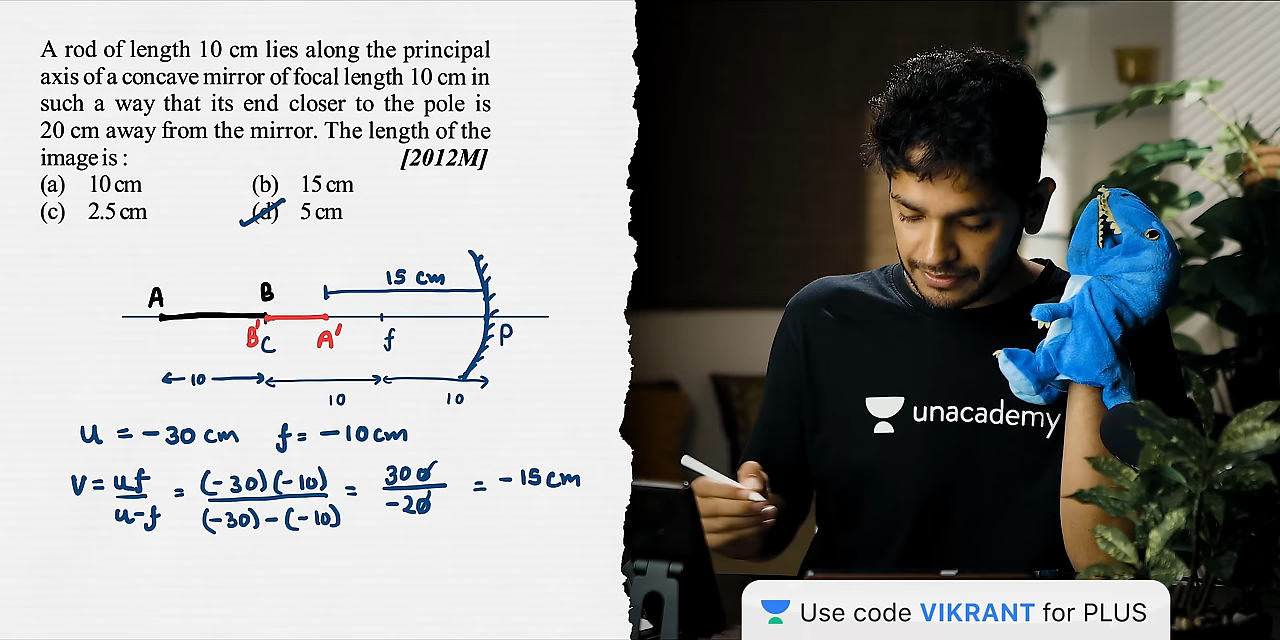 A rod of length 10 cm lies along the principal
axis of a concave mirror of focal length 10 cm in
such a way that its end closer to the pole is
20 cm away from the mirror. The length of the
image is : [2012M]
(a) 10 cm (b) 15 cm
(c) 2.5 cm (d) 5 cm
15 cm
A B
B' C A' f P
10
10 10
u = -30 cm f = -10 cm
V = uf / u-f = (-30)(-10) / (-30) - (-10) = 300 / -20 = -15 cm
unacademy
Use code VIKRANT for PLUS